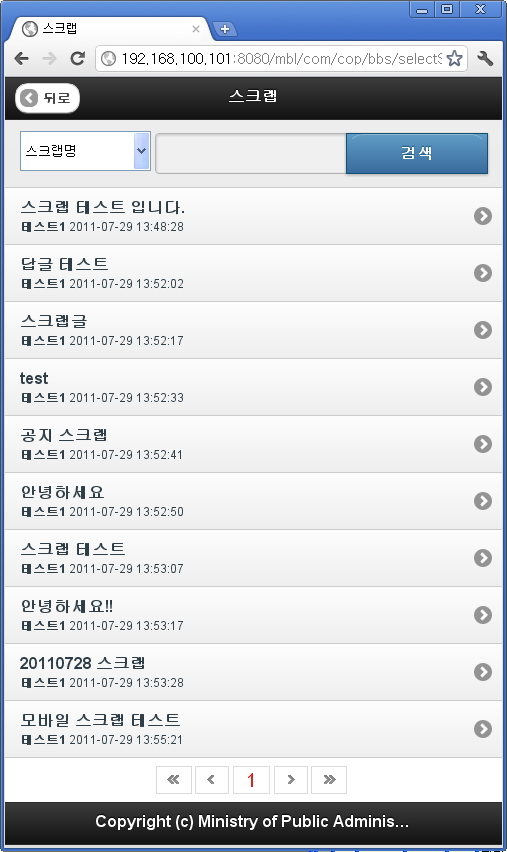 스크랩
192.168.100.101:8080/mbl/com/cop/bbs/select
뒤로
스크랩
스크랩명
검색
스크랩 테스트 입니다.
테스트1 2011-07-29 13:48:28
답글 테스트
테스트1 2011-07-29 13:52:02
스크랩글
테스트1 2011-07-29 13:52:17
test
테스트1 2011-07-29 13:52:33
공지 스크랩
테스트1 2011-07-29 13:52:41
안녕하세요
테스트1 2011-07-29 13:52:50
스크랩 테스트
테스트1 2011-07-29 13:53:07
안녕하세요!!
테스트1 2011-07-29 13:53:17
20110728 스크랩
테스트1 2011-07-29 13:53:28
모바일 스크랩 테스트
테스트1 2011-07-29 13:55:21
1
Copyright (c) Ministry of Public Adminis...